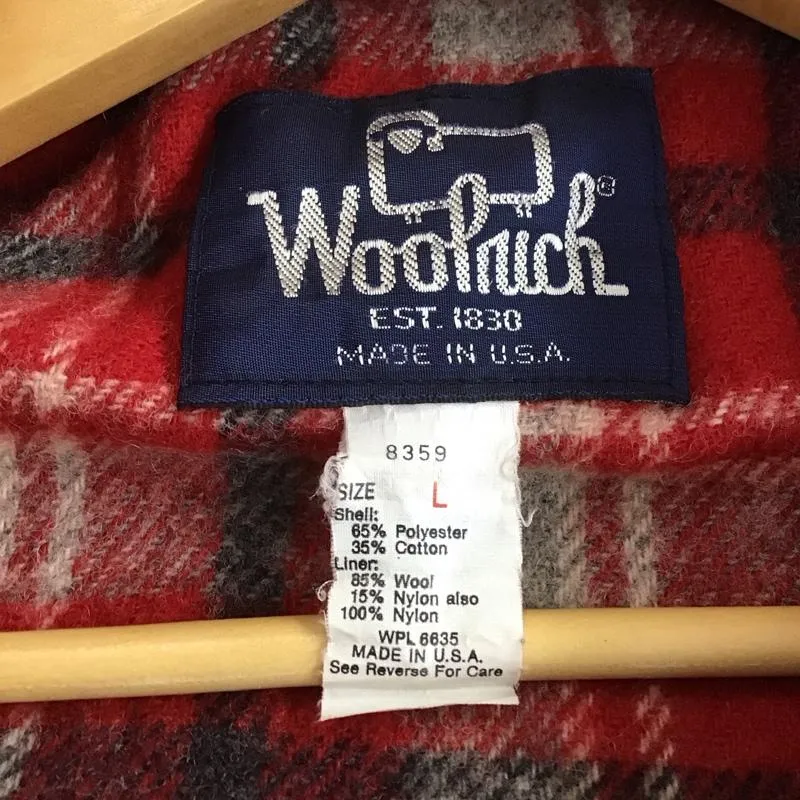 Woolrich®
EST. 1830
MADE IN U.S.A.
8359
SIZE L
Shell:
65% Polyester
35% Cotton
Liner:
85% Wool
15% Nylon also
100% Nylon
WPL 6635
MADE IN U.S.A.
See Reverse For Care